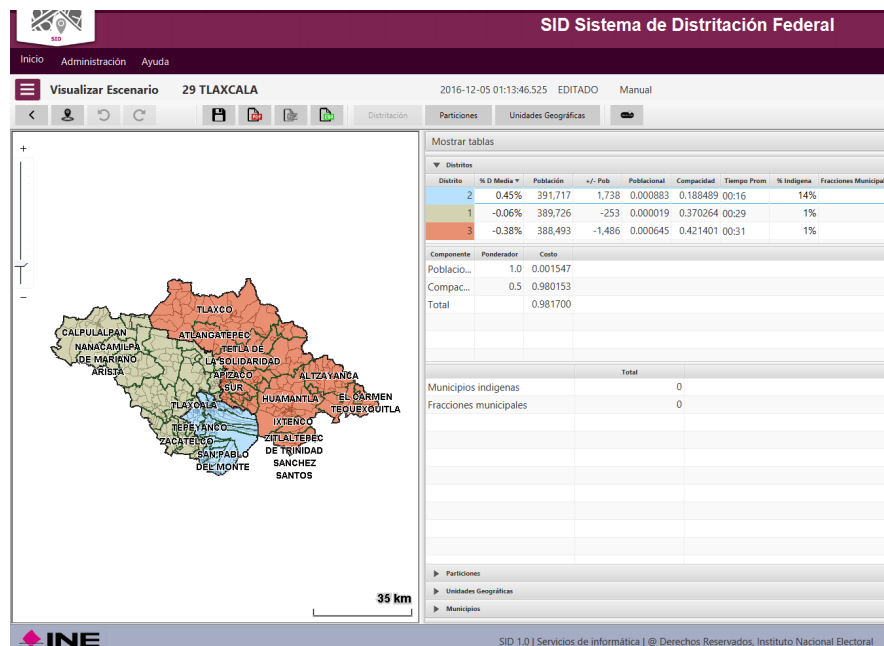 SID
SID Sistema de Distritación Federal
Inicio Administración Ayuda
Visualizar Escenario 29 TLAXCALA 2016-12-05 01:13:46.525 EDITADO Manual
Distritación Particiones Unidades Geográficas
Mostrar tablas
Distritos
Distrito % D Media Población +/- Pob Poblacional Compacidad Tiempo Prom % Indigena Fracciones Municipal
2 0.45% 391,717 1,738 0.000883 0.188489 00:16 14%
1 -0.06% 389,726 -253 0.000019 0.370264 00:29 1%
3 -0.38% 388,493 -1,486 0.000645 0.421401 00:31 1%
Componente Ponderador Costo
Poblacio... 1.0 0.001547
Compac... 0.5 0.980153
Total 0.981700
Total
Municipios indigenas 0
Fracciones municipales 0
Particiones
Unidades Geográficas
Municipios
+
−
TLAXCO
CALPULALPAN
ATLANGATEPEC
NANACAMILPA
DE MARIANO
ARISTA
TETLA DE
LA SOLIDARIDAD
APIZACO
SUR
ALTZAYANCA
HUAMANTLA
EL CARMEN
TEQUEXQUITLA
TLAXCALA
IXTENCO
TEPEYANCO
ZACATELCO
ZITLALTEPEC
DE TRINIDAD
SANCHEZ
SANTOS
SAN PABLO
DEL MONTE
35 km
INE
SID 1.0 | Servicios de informática | @ Derechos Reservados, Instituto Nacional Electoral